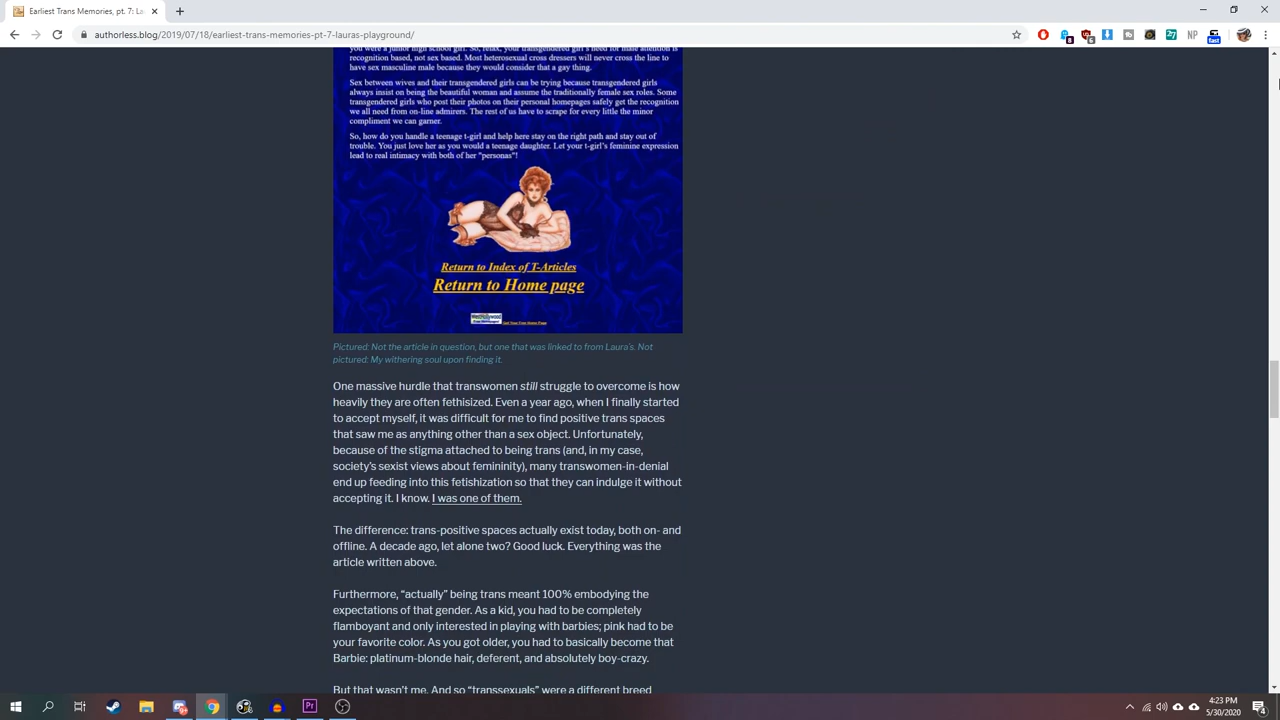 Earliest Trans Memories, pt. 7: La
authorless.blog/2019/07/18/earliest-trans-memories-pt-7-lauras-playground/
you were a junior high school girl. So, relax, your transgendered girl's need for male attention is
recognition based, not sex based. Most heterosexual cross dressers will never cross the line to
have sex masculine male because they would consider that a gay thing.
Sex between wives and their transgendered girls can be trying because transgendered girls
always insist on being the beautiful woman and assume the traditionally female sex roles. Some
transgendered girls who post their photos on their personal homepages safely get the recognition
we all need from on-line admirers. The rest of us have to scrape for every little the minor
compliment we can garner.
So, how do you handle a teenage t-girl and help here stay on the right path and stay out of
trouble. You just love her as you would a teenage daughter. Let your t-girl's feminine expression
lead to real intimacy with both of her "personas"!
Return to Index of T-Articles
Return to Home page
Get Your Free Home Page
Pictured: Not the article in question, but one that was linked to from Laura's. Not
pictured: My withering soul upon finding it.
One massive hurdle that transwomen still struggle to overcome is how
heavily they are often fethisized. Even a year ago, when I finally started
to accept myself, it was difficult for me to find positive trans spaces
that saw me as anything other than a sex object. Unfortunately,
because of the stigma attached to being trans (and, in my case,
society's sexist views about femininity), many transwomen-in-denial
end up feeding into this fetishization so that they can indulge it without
accepting it. I know. I was one of them.
The difference: trans-positive spaces actually exist today, both on- and
offline. A decade ago, let alone two? Good luck. Everything was the
article written above.
Furthermore, “actually” being trans meant 100% embodying the
expectations of that gender. As a kid, you had to be completely
flamboyant and only interested in playing with barbies; pink had to be
your favorite color. As you got older, you had to basically become that
Barbie: platinum-blonde hair, deferent, and absolutely boy-crazy.
But that wasn't me. And so “transsexuals” were a different breed
NP
fast
Pr
4:23 PM
5/30/2020
4